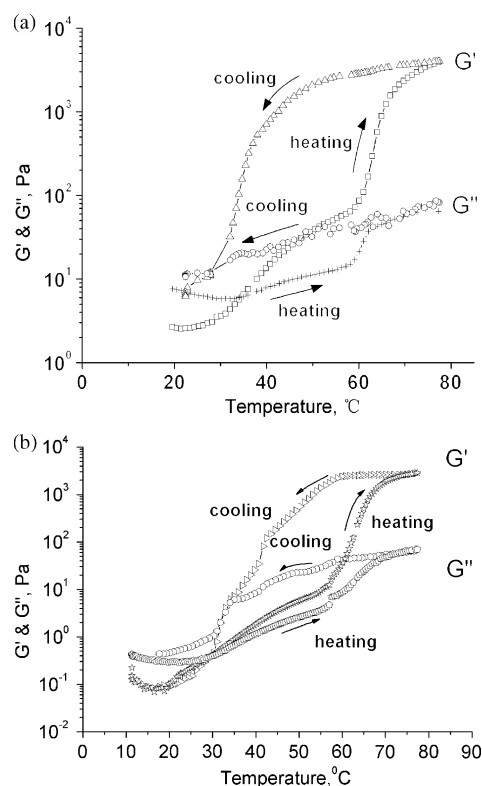 (a)
10⁴
10³
10²
10¹
10⁰
G' & G", Pa
cooling
heating
cooling
heating
G'
G"
0 20 40 60 80
Temperature, ℃
(b)
10⁴
10³
10²
10¹
10⁰
10⁻¹
10⁻²
G' & G", Pa
cooling
cooling
heating
heating
G'
G"
0 10 20 30 40 50 60 70 80 90
Temperature,⁰C